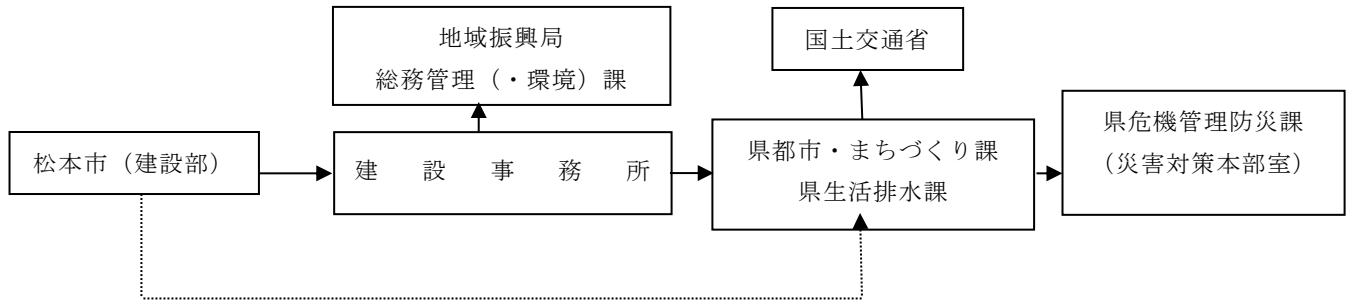 地域振興局
総務管理（・環境）課
国土交通省
松本市（建設部）
建設事務所
県都市・まちづくり課
県生活排水課
県危機管理防災課
（災害対策本部室）